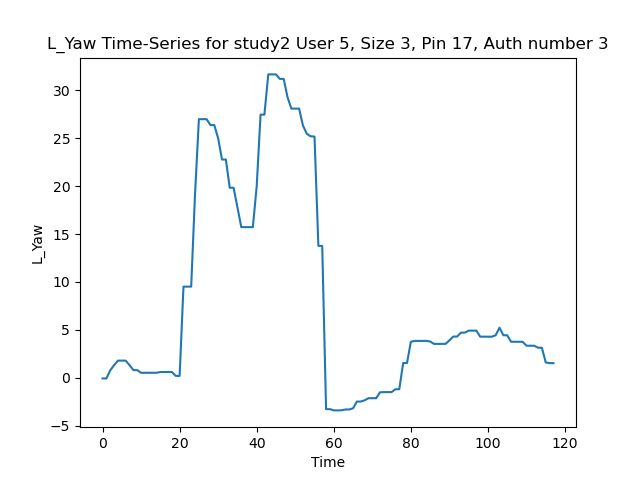 L_Yaw Time-Series for study2 User 5, Size 3, Pin 17, Auth number 3
30
25
20
15
10
5
0
−5
L_Yaw
0 20 40 60 80 100 120
Time